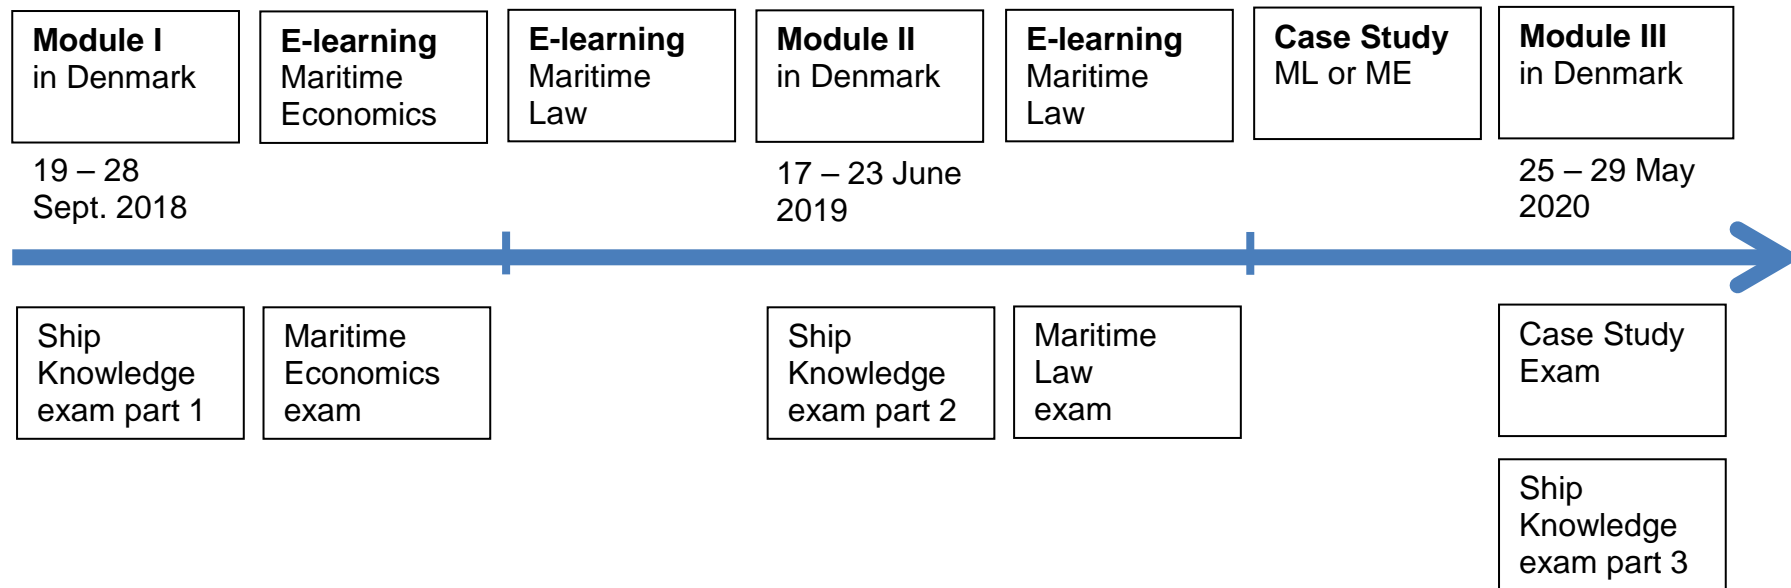 Module I
in Denmark
E-learning
Maritime
Economics
E-learning
Maritime
Law
Module II
in Denmark
E-learning
Maritime
Law
Case Study
ML or ME
Module III
in Denmark
19 – 28
Sept. 2018
17 – 23 June
2019
25 – 29 May
2020
Ship
Knowledge
exam part 1
Maritime
Economics
exam
Ship
Knowledge
exam part 2
Maritime
Law
exam
Case Study
Exam
Ship
Knowledge
exam part 3